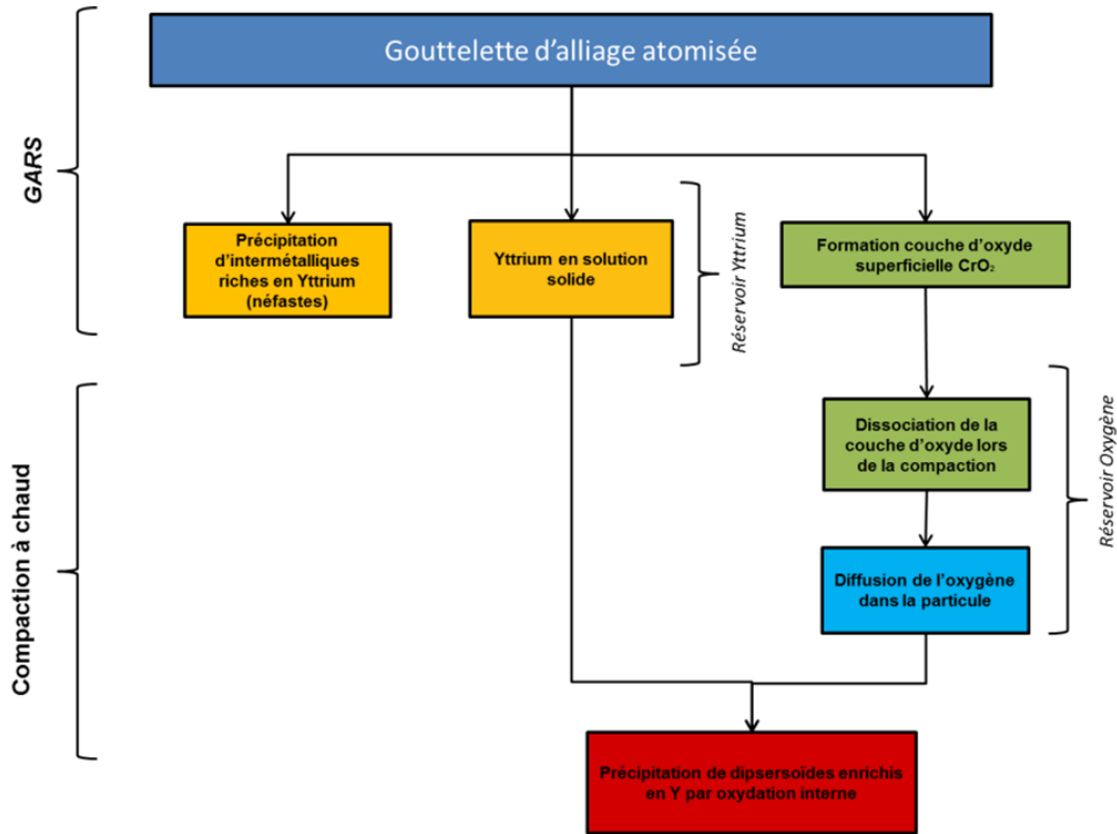 Gouttelette d'alliage atomisée
GARS
Précipitation
d'intermétalliques
riches en Yttrium
(néfastes)
Yttrium en solution
solide
Réservoir Yttrium
Formation couche d'oxyde
superficielle CrO₂
Compaction à chaud
Dissociation de la
couche d'oxyde lors
de la compaction
Réservoir Oxygène
Diffusion de l'oxygène
dans la particule
Précipitation de dipsersoïdes enrichis
en Y par oxydation interne